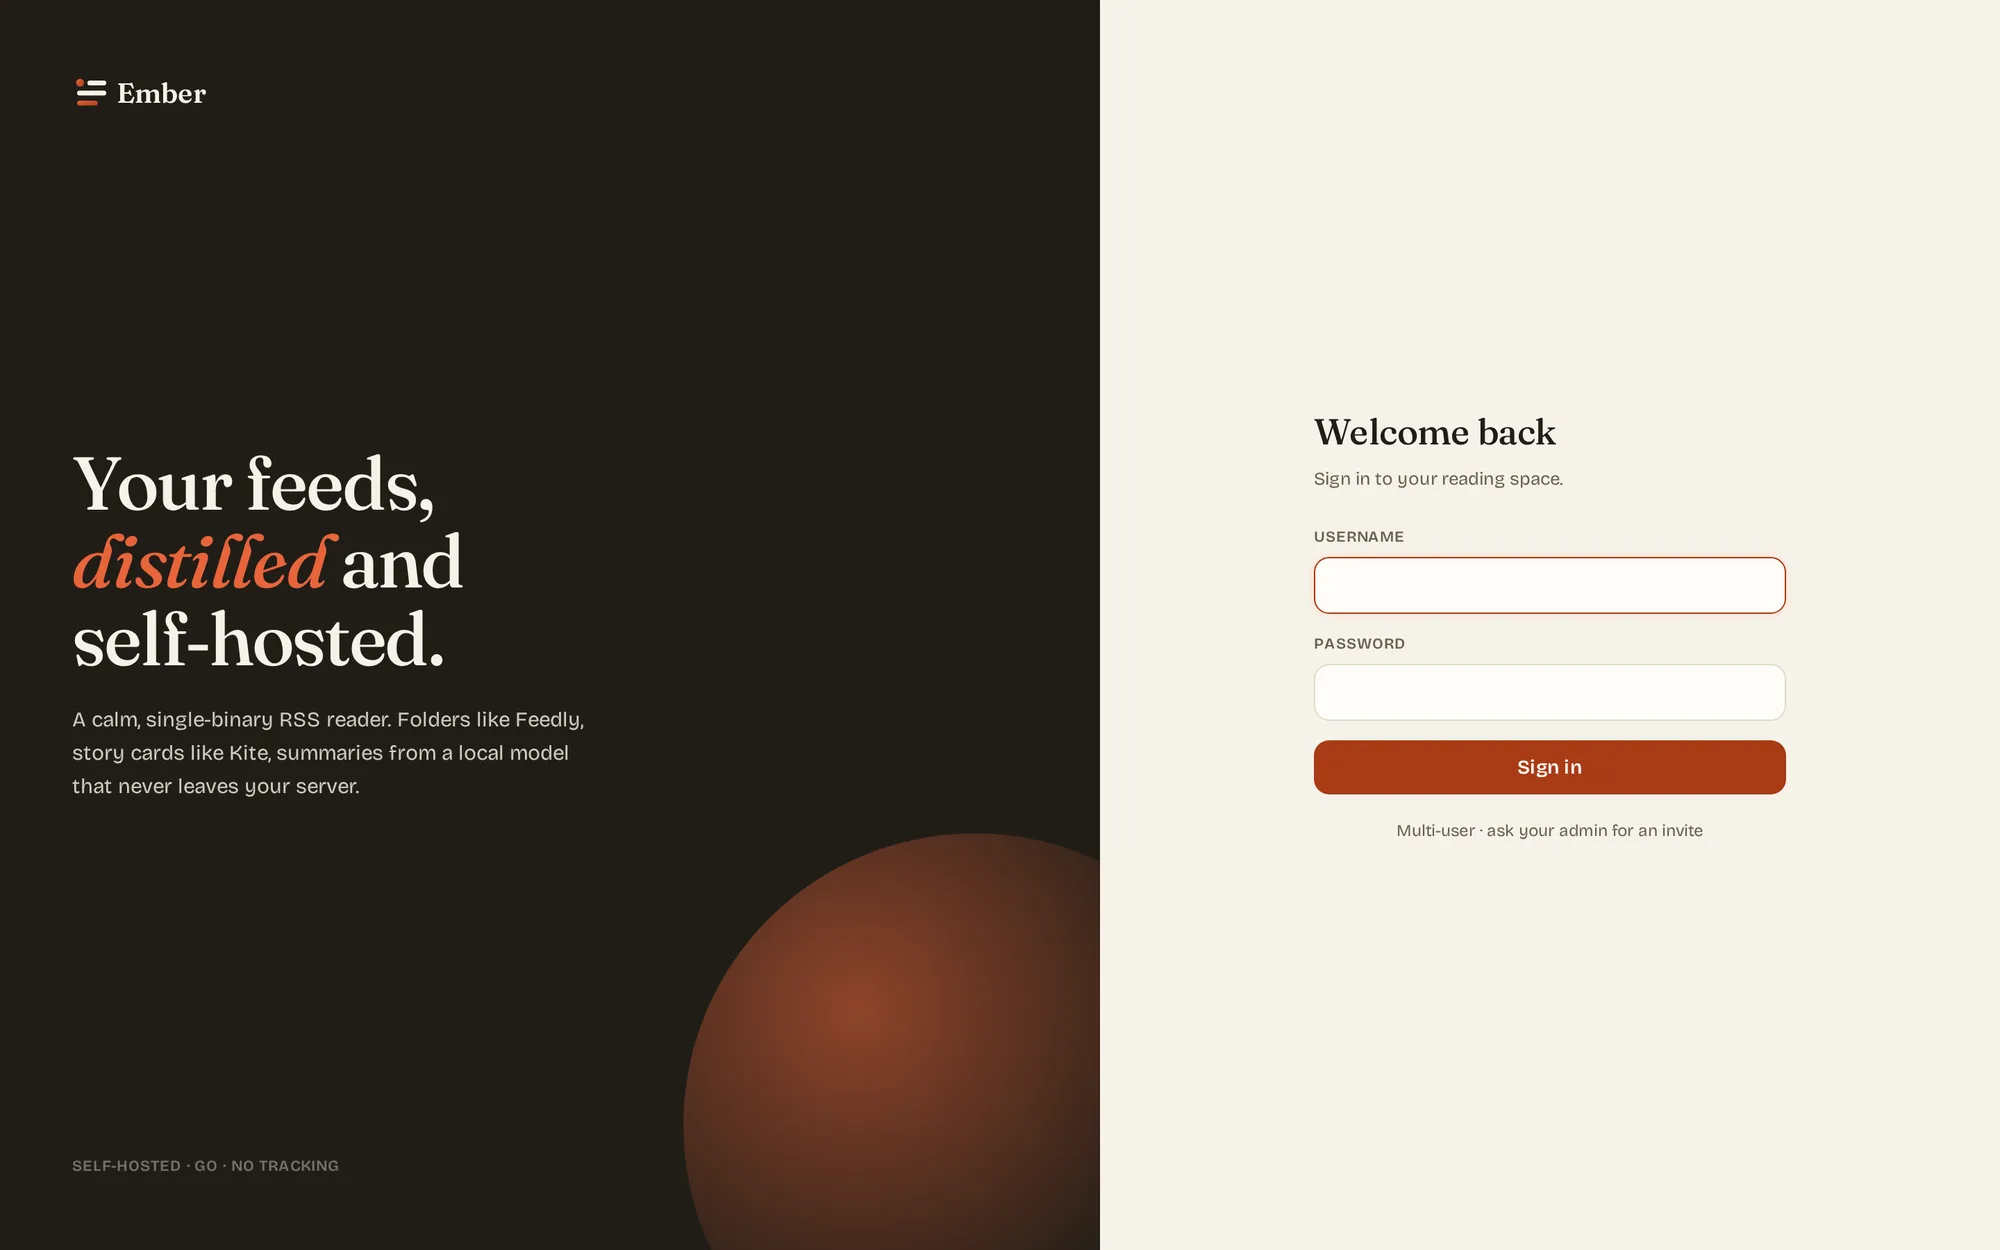 Ember
Your feeds,
distilled and
self-hosted.
A calm, single-binary RSS reader. Folders like Feedly,
story cards like Kite, summaries from a local model
that never leaves your server.
SELF-HOSTED · GO · NO TRACKING
Welcome back
Sign in to your reading space.
USERNAME
PASSWORD
Sign in
Multi-user · ask your admin for an invite